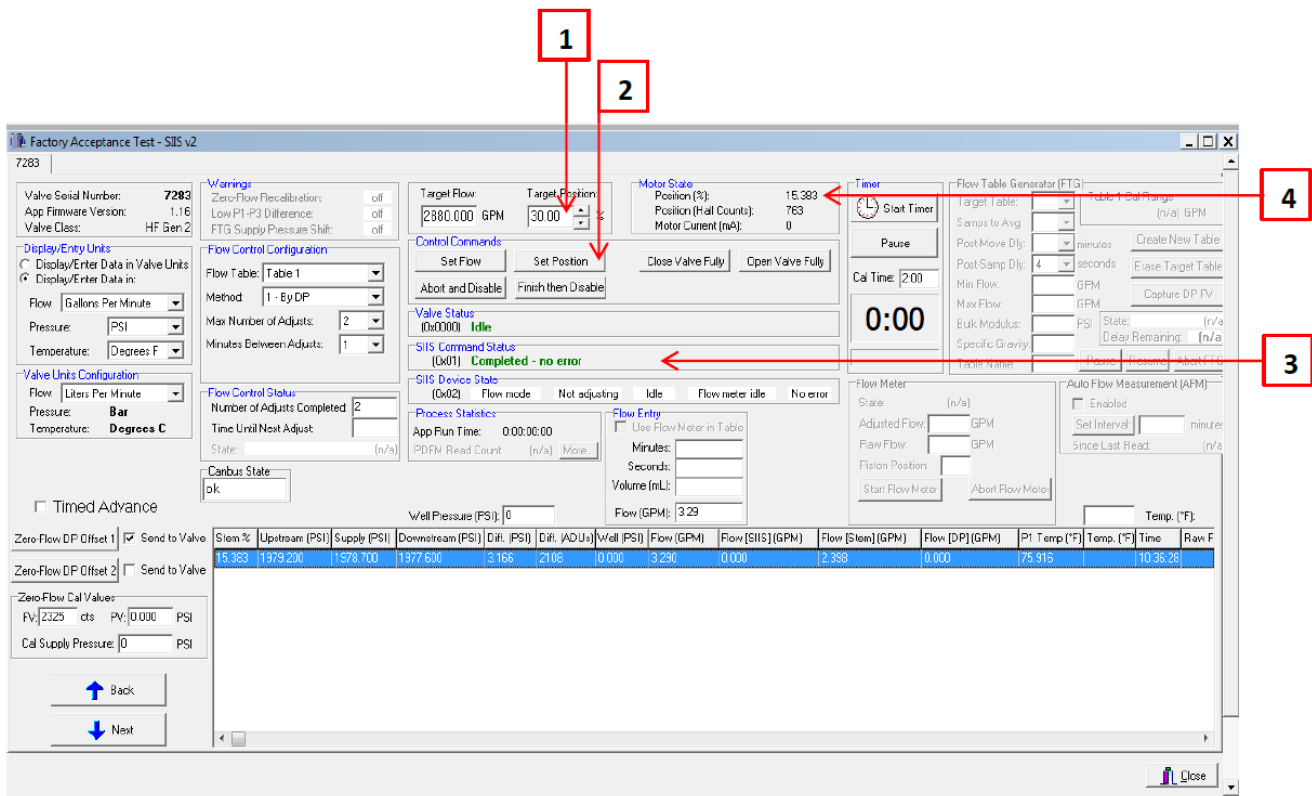 1
2
Factory Acceptance Test - SIIS v2
7283
Valve Serial Number: 7283
App Firmware Version: 1.16
Valve Class: HF Gen 2
Display/Entry Units
Display/Enter Data in Valve Units
Display/Enter Data in:
Flow: Gallons Per Minute
Pressure: PSI
Temperature: Degrees F
Valve Units Configuration
Flow: Liters Per Minute
Pressure: Bar
Temperature: Degrees C
Warnings
Zero-Flow Recalibration: off
Low P1-P3 Difference: off
FTG Supply Pressure Shift: off
Flow Control Configuration
Flow Table: Table 1
Method: 1 - By DP
Max Number of Adjusts: 2
Minutes Between Adjusts: 1
Flow Control Status
Number of Adjusts Completed: 2
Time Until Next Adjust:
State: (n/a)
Canbus State
ok
Target Flow: Target Position:
2880.000 GPM 30.00 %
Motor State
Position (%): 15.383
Position (Hall Counts): 763
Motor Current (mA): 0
4
Control Commands
Set Flow Set Position Close Valve Fully Open Valve Fully
Abort and Disable Finish then Disable
Valve Status
(0x0000) Idle
SIIS Command Status
(0x01) Completed - no error
3
SIIS Device State
(0x02) Flow mode Not adjusting Idle Flow meter idle No error
Process Statistics
App Run Time: 0:00:00:00
PDFM Read Count: (n/a) More...
Flow Entry
Use Flow Meter in Table
Minutes:
Seconds:
Volume (mL):
Flow (GPM): 3.29
Well Pressure (PSI): 0
Timer
Start Timer
Pause
Cal Time: 2:00
0:00
Flow Table Generator (FTG)
Target Table:
Samps to Avg
Post-Move Dly: minutes
Post-Samp Dly: 4 seconds
Min Flow: GPM
Max Flow: GPM
Bulk Modulus: PSI
Specific Gravity:
Table Name:
Table 1 Cal Range
(n/a) GPM
Create New Table
Erase Target Table
Capture DP FV
State: (n/a
Delay Remaining: (n/a
Pause Resume Abort FTG
Flow Meter
State: (n/a)
Adjusted Flow: GPM
Raw Flow: GPM
Piston Position:
Start Flow Meter Abort Flow Meter
Auto Flow Measurement (AFM)
Enabled
Set Interval: minutes
Since Last Read: (n/a
Temp. (°F):
Timed Advance
Zero-Flow DP Offset 1 Send to Valve
Zero-Flow DP Offset 2 Send to Valve
Zero-Flow Cal Values
FV: 2325 cts PV: 0.000 PSI
Cal Supply Pressure: 0 PSI
Back
Next
Stem % Upstream (PSI) Supply (PSI) Downstream (PSI) Diff. (PSI) Diff. (ADUs) Well (PSI) Flow (GPM) Flow [SIIS] (GPM) Flow [Stem] (GPM) Flow [DP] (GPM) P1 Temp (°F) Temp. (°F) Time Raw F
15.383 1979.200 1978.700 1977.600 3.166 2108 0.000 3.290 0.000 2.398 0.000 75.916 10:36:28
Close